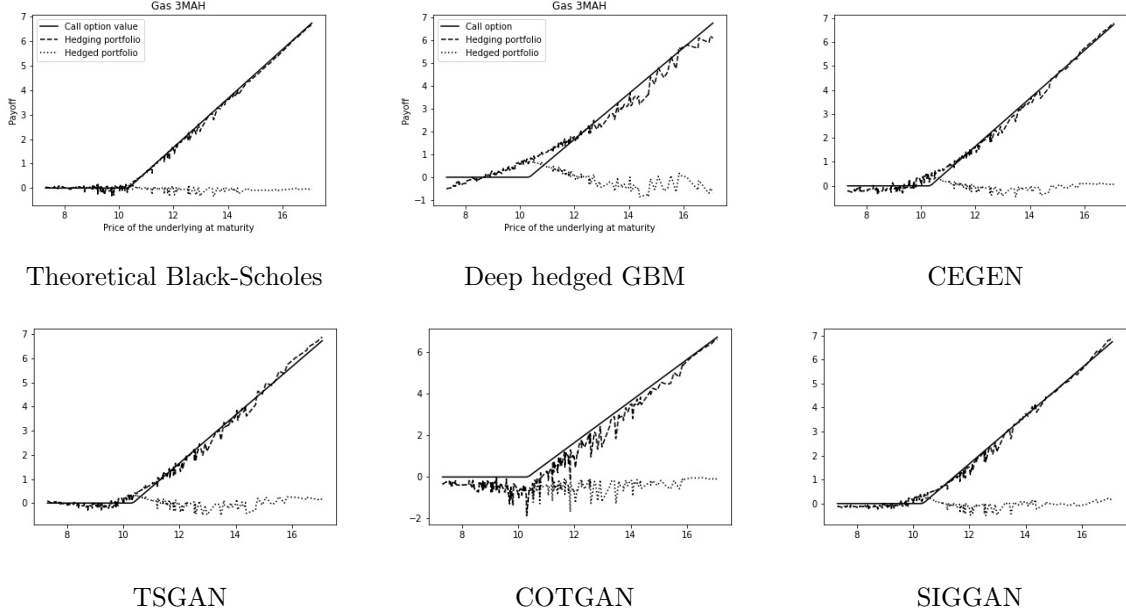 Gas 3MAH
7
6
5
4
3
2
1
0
Payoff
Call option value
Hedging portfolio
Hedged portfolio
8 10 12 14 16
Price of the underlying at maturity
Theoretical Black-Scholes
Gas 3MAH
7
6
5
4
3
2
1
0
−1
Payoff
Call option
Hedging portfolio
Hedged portfolio
8 10 12 14 16
Price of the underlying at maturity
Deep hedged GBM
7
6
5
4
3
2
1
0
8 10 12 14 16
CEGEN
7
6
5
4
3
2
1
0
8 10 12 14 16
TSGAN
6
4
2
0
−2
8 10 12 14 16
COTGAN
7
6
5
4
3
2
1
0
8 10 12 14 16
SIGGAN